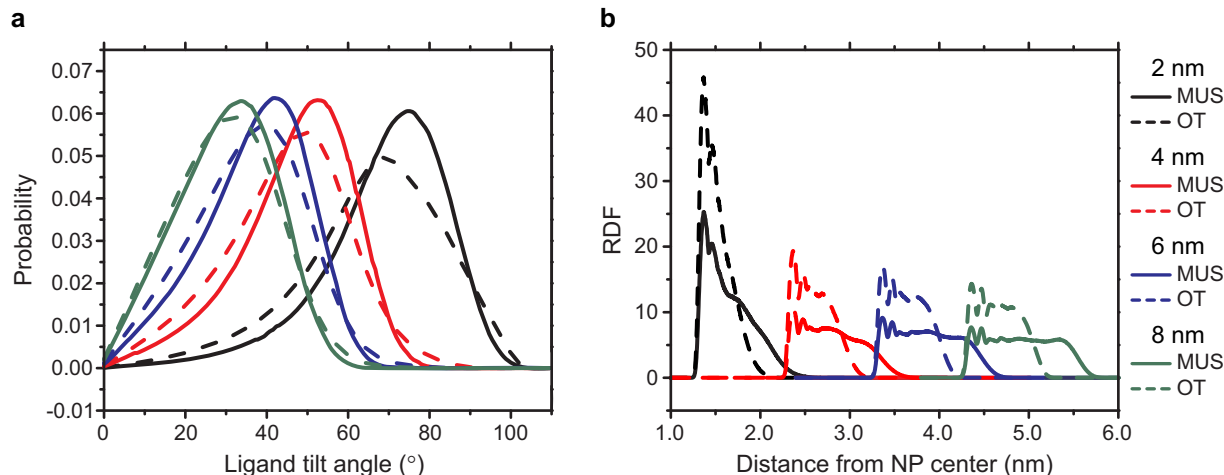 a
0.07
0.06
0.05
0.04
0.03
0.02
0.01
0.00
-0.01
Probability
0 20 40 60 80 100
Ligand tilt angle (°)
b
50
40
30
20
10
0
RDF
1.0 2.0 3.0 4.0 5.0 6.0
Distance from NP center (nm)
2 nm
MUS
OT
4 nm
MUS
OT
6 nm
MUS
OT
8 nm
MUS
OT